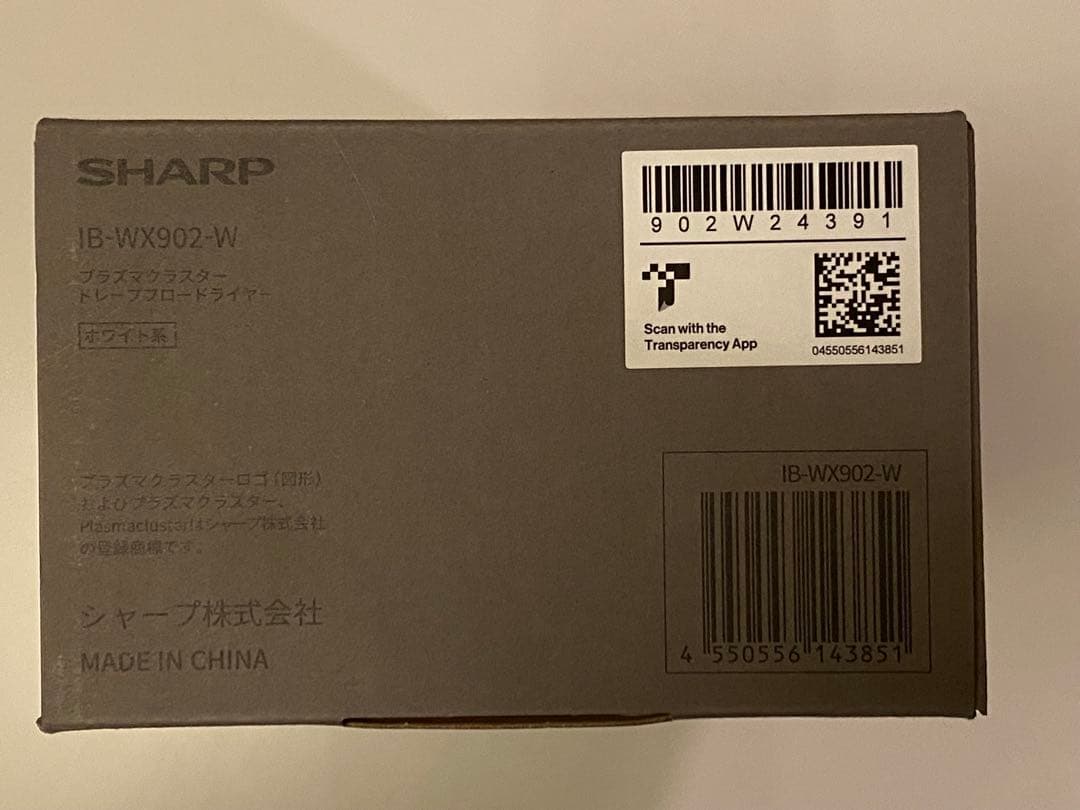 SHARP
IB-WX902-W
プラズマクラスター
ドレープフロードライヤー
ホワイト系
プラズマクラスターロゴ(図形)
およびプラズマクラスター、
Plasmaclusterはシャープ株式会社
の登録商標です。
シャープ株式会社
MADE IN CHINA
902W24391
Scan with the
Transparency App
04550556143851
IB-WX902-W
4 550556 143851